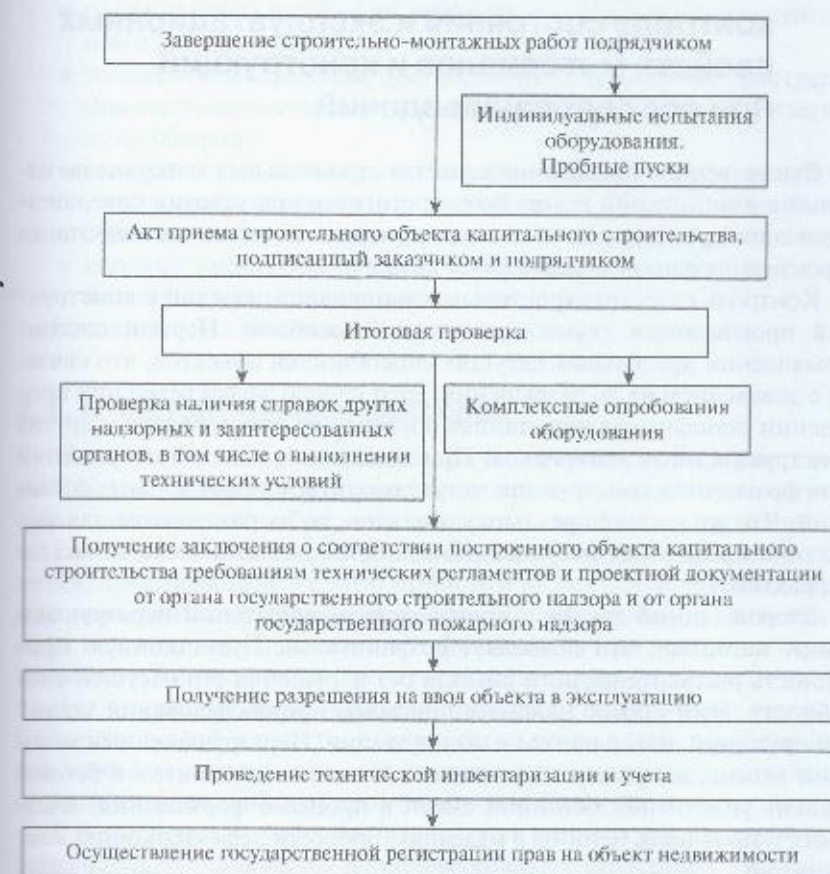 Завершение строительно-монтажных работ подрядчиком
Индивидуальные испытания
оборудования.
Пробные пуски
Акт приема строительного объекта капитального строительства,
подписанный заказчиком и подрядчиком
Итоговая проверка
Проверка наличия справок других
надзорных и заинтересованных
органов, в том числе о выполнении
технических условий
Комплексные опробования
оборудования
Получение заключения о соответствии построенного объекта капитального
строительства требованиям технических регламентов и проектной документации
от органа государственного строительного надзора и от органа
государственного пожарного надзора
Получение разрешения на ввод объекта в эксплуатацию
Проведение технической инвентаризации и учета
Осуществление государственной регистрации прав на объект недвижимости